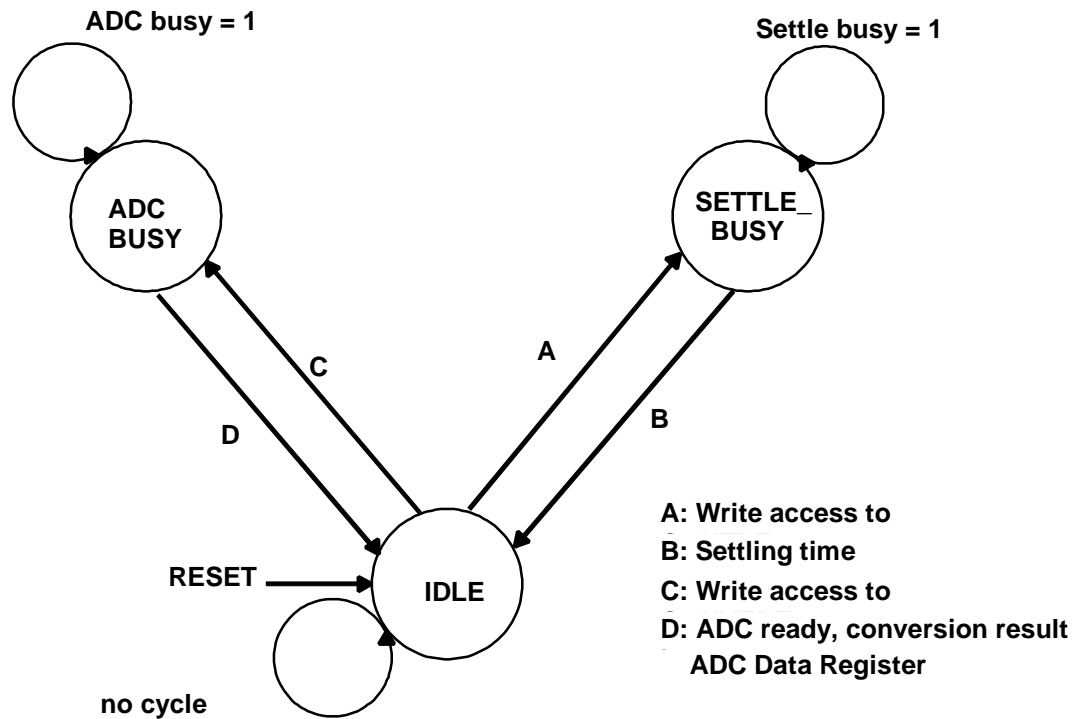 ADC busy = 1
Settle busy = 1
ADC
BUSY
SETTLE_
BUSY
A
C
B
D
RESET
IDLE
no cycle
A: Write access to
B: Settling time
C: Write access to
D: ADC ready, conversion result
ADC Data Register